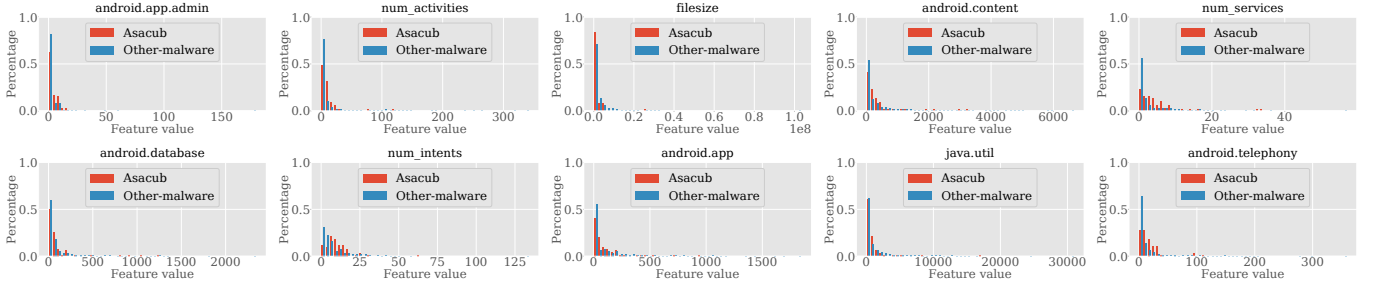 android.app.admin
1.0
0.5
0.0
Percentage
Asacub
Other-malware
0 50 100 150
Feature value
num_activities
1.0
0.5
0.0
Percentage
Asacub
Other-malware
0 100 200 300
Feature value
filesize
1.0
0.5
0.0
Percentage
Asacub
Other-malware
0.0 0.2 0.4 0.6 0.8 1.0
1e8
Feature value
android.content
1.0
0.5
0.0
Percentage
Asacub
Other-malware
0 2000 4000 6000
Feature value
num_services
1.0
0.5
0.0
Percentage
Asacub
Other-malware
0 20 40
Feature value
android.database
1.0
0.5
0.0
Percentage
Asacub
Other-malware
0 500 1000 1500 2000
Feature value
num_intents
1.0
0.5
0.0
Percentage
Asacub
Other-malware
0 25 50 75 100 125
Feature value
android.app
1.0
0.5
0.0
Percentage
Asacub
Other-malware
0 500 1000 1500
Feature value
java.util
1.0
0.5
0.0
Percentage
Asacub
Other-malware
0 10000 20000 30000
Feature value
android.telephony
1.0
0.5
0.0
Percentage
Asacub
Other-malware
0 100 200 300
Feature value